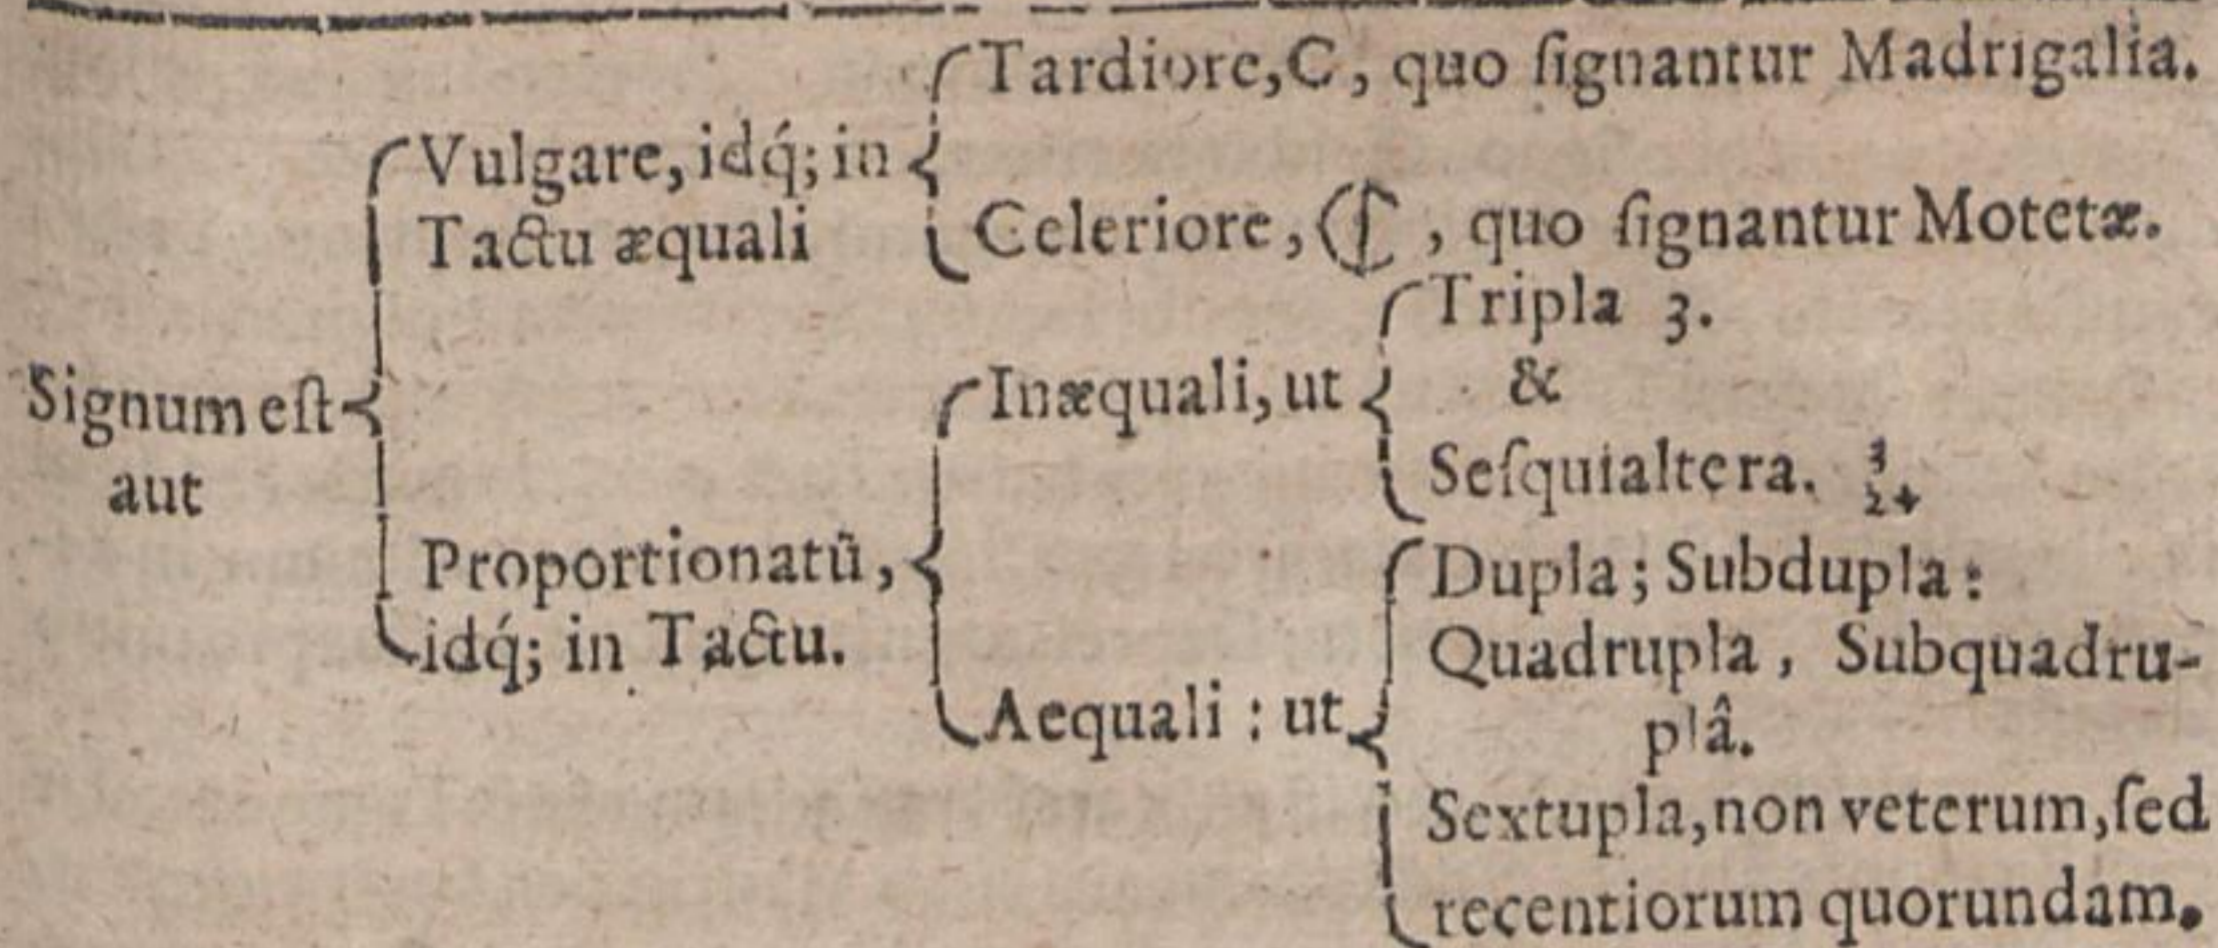 Tardiore, C, quo ſignantur Madrigalia.
Vulgare, idq́; in
Tactu æquali
Celeriore, ₵, quo ſignantur Motetæ.
Signum eſt
aut
Tripla 3.
&
Inæquali, ut
Seſquialtera. 3/2.
Proportionatū,
idq́; in Tactu.
Dupla; Subdupla:
Quadrupla, Subquadru-
plâ.
Aequali: ut
Sextupla, non veterum, ſed
recentiorum quorundam.